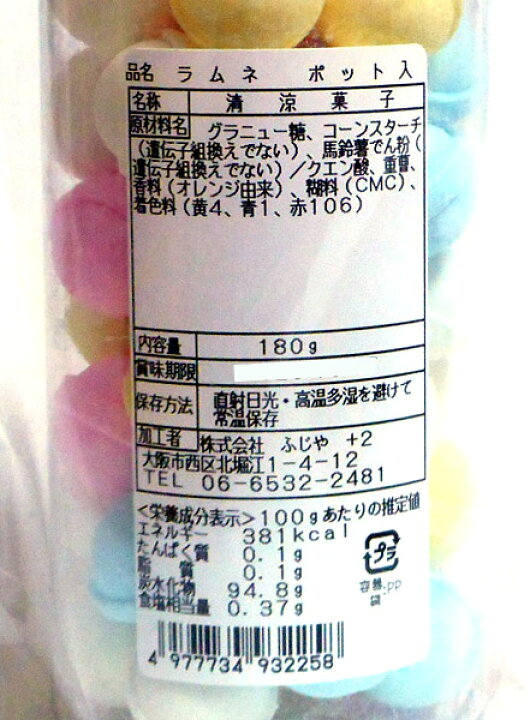 品名 ラムネ ポット入
名称 清涼菓子
原材料名 グラニュー糖、コーンスターチ
(遺伝子組換えでない)、馬鈴薯でん粉(
遺伝子組換えでない)/クエン酸、重曹、
香料(オレンジ由来)、糊料(CMC)、
着色料(黄4、青1、赤106)
内容量 180g
賞味期限
保存方法 直射日光・高温多湿を避けて
常温保存
加工者 株式会社 ふじや +2
大阪市西区北堀江1-4-12
TEL 06-6532-2481
<栄養成分表示>100gあたりの推定値
エネルギー 381kcal
たんぱく質 0.1g
脂質 0.1g
炭水化物 94.8g
食塩相当量 0.37g
プラ
容器:PP
袋
4 977734 932258